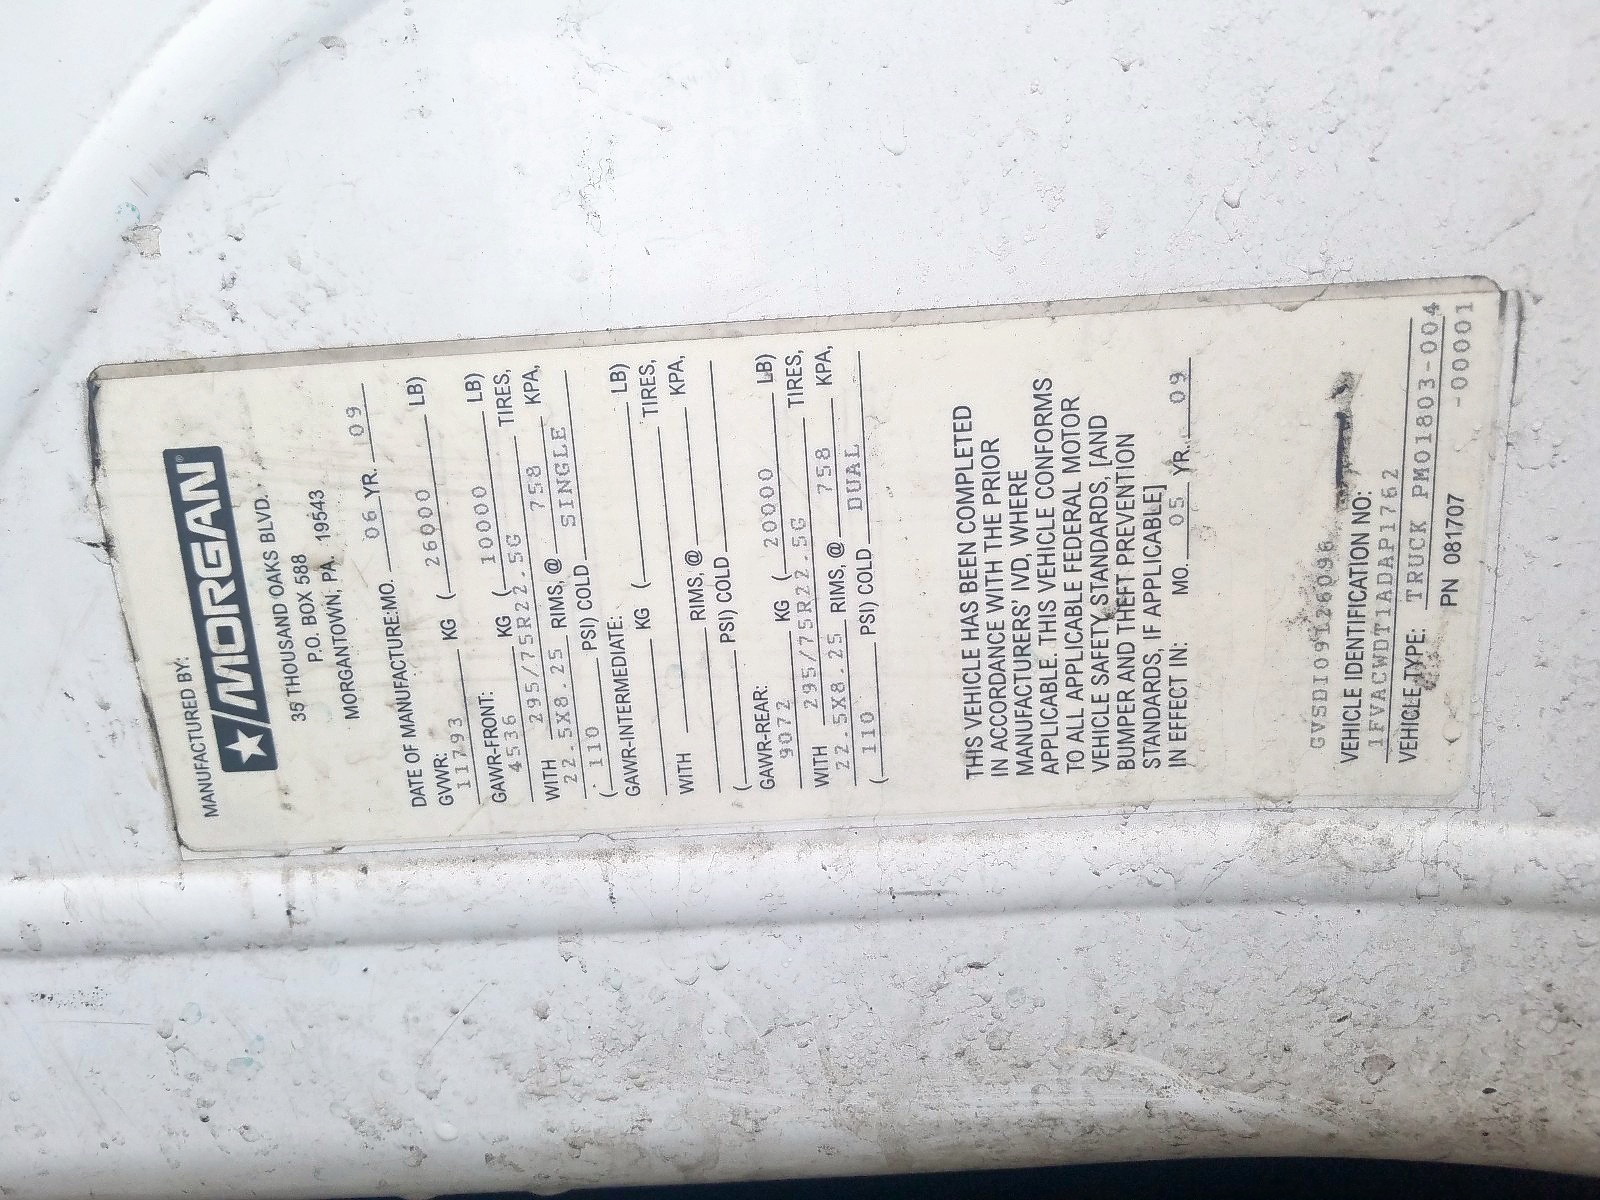 MANUFACTURED BY:
MORGAN®
35 THOUSAND OAKS BLVD.
P.O. BOX 588
MORGANTOWN, PA. 19543
DATE OF MANUFACTURE:MO. 06 YR. 09
GVWR:
11793 KG ( 26000 LB)
GAWR-FRONT:
4536 KG ( 10000 LB)
WITH 295/75R22.5G TIRES,
22.5X8.25 RIMS, @ 758 KPA,
( 110 PSI) COLD SINGLE
GAWR-INTERMEDIATE:
KG ( LB)
WITH TIRES,
RIMS, @ KPA,
( PSI) COLD
GAWR-REAR:
9072 KG ( 20000 LB)
WITH 295/75R22.5G TIRES,
22.5X8.25 RIMS, @ 758 KPA,
( 110 PSI) COLD DUAL
THIS VEHICLE HAS BEEN COMPLETED
IN ACCORDANCE WITH THE PRIOR
MANUFACTURERS' IVD, WHERE
APPLICABLE. THIS VEHICLE CONFORMS
TO ALL APPLICABLE FEDERAL MOTOR
VEHICLE SAFETY STANDARDS, [AND
BUMPER AND THEFT PREVENTION
STANDARDS, IF APPLICABLE]
IN EFFECT IN: MO. 05 YR. 09
GVSDI09126096
VEHICLE IDENTIFICATION NO:
1FVACWDT1ADAP1762
VEHICLE TYPE: TRUCK PM01803-004
PN 081707 -00001